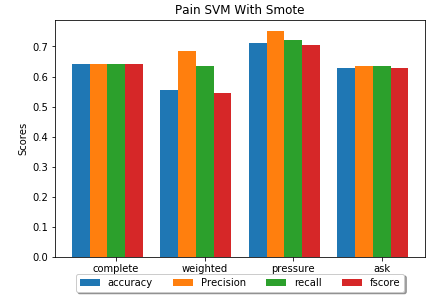 Pain SVM With Smote
Scores
0.7
0.6
0.5
0.4
0.3
0.2
0.1
0.0
complete weighted pressure ask
accuracy Precision recall fscore